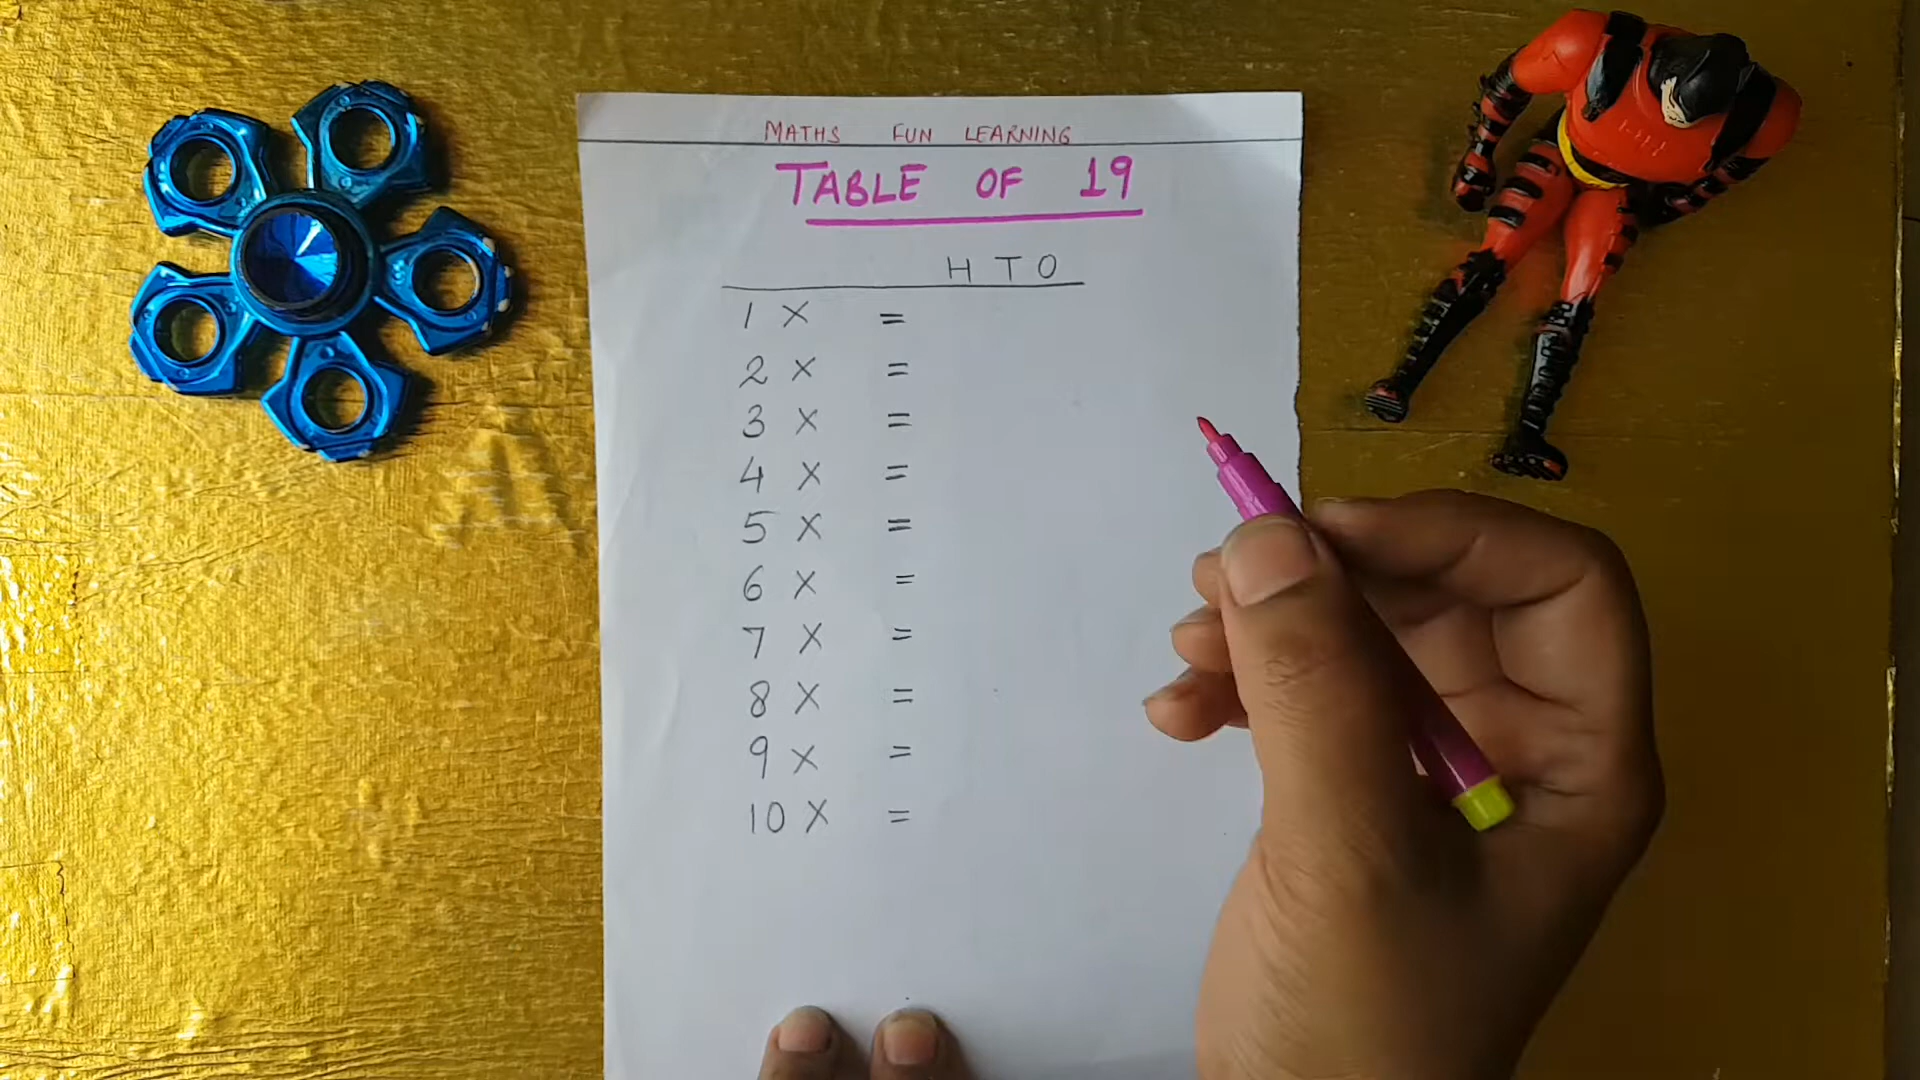 MATHS FUN LEARNING
TABLE OF 19
H T O
1 X =
2 X =
3 X =
4 X =
5 X =
6 X =
7 X =
8 X =
9 X =
10 X =